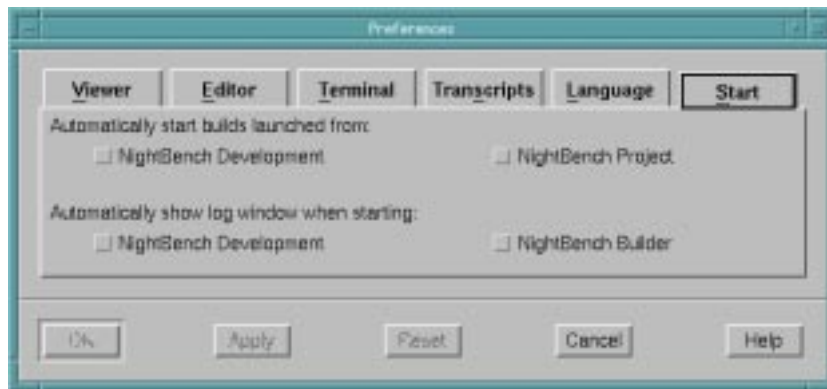 Preferences
Viewer Editor Terminal Transcripts Language Start
Automatically start builds launched from:
NightBench Development NightBench Project
Automatically show log window when starting:
NightBench Development NightBench Builder
OK Apply Reset Cancel Help